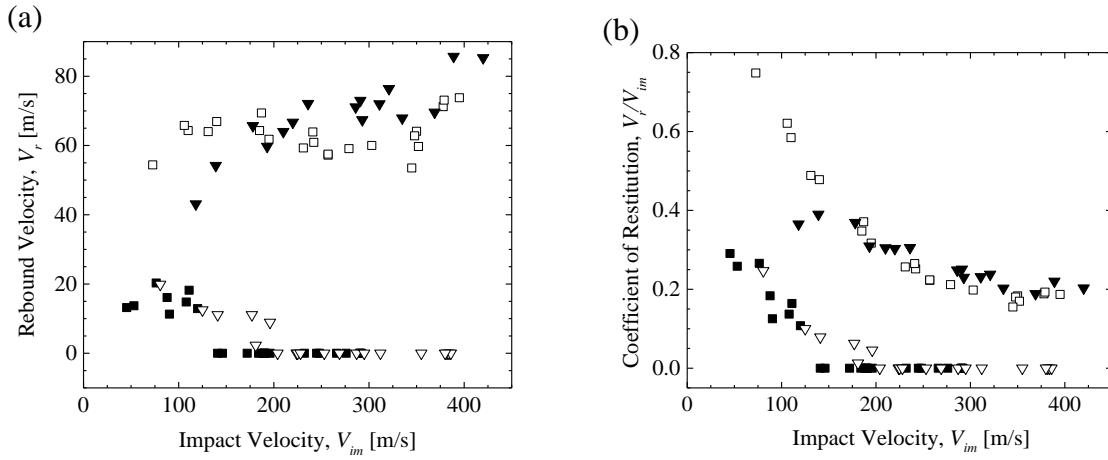 (a)
80
60
40
20
0
Rebound Velocity, V_r [m/s]
0 100 200 300 400
Impact Velocity, V_im [m/s]
(b)
0.8
0.6
0.4
0.2
0.0
Coefficient of Restitution, V_r/V_im
0 100 200 300 400
Impact Velocity, V_im [m/s]